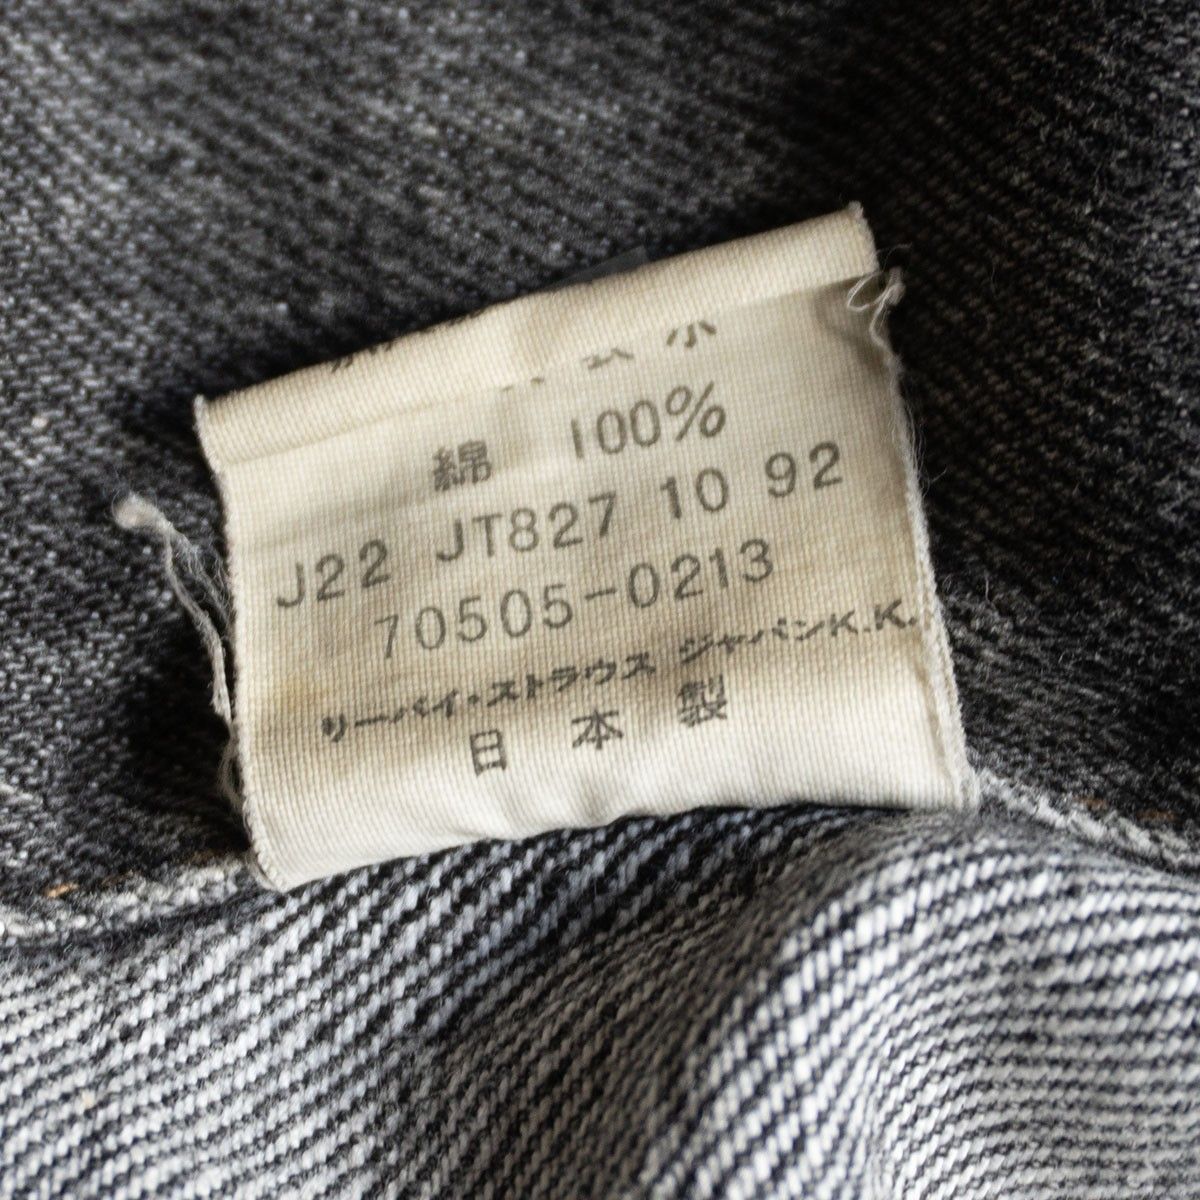 綿 100%
J22 JT827 10 92
70505-0213
リーバイ・ストラウス ジャパンK.K.
日本製